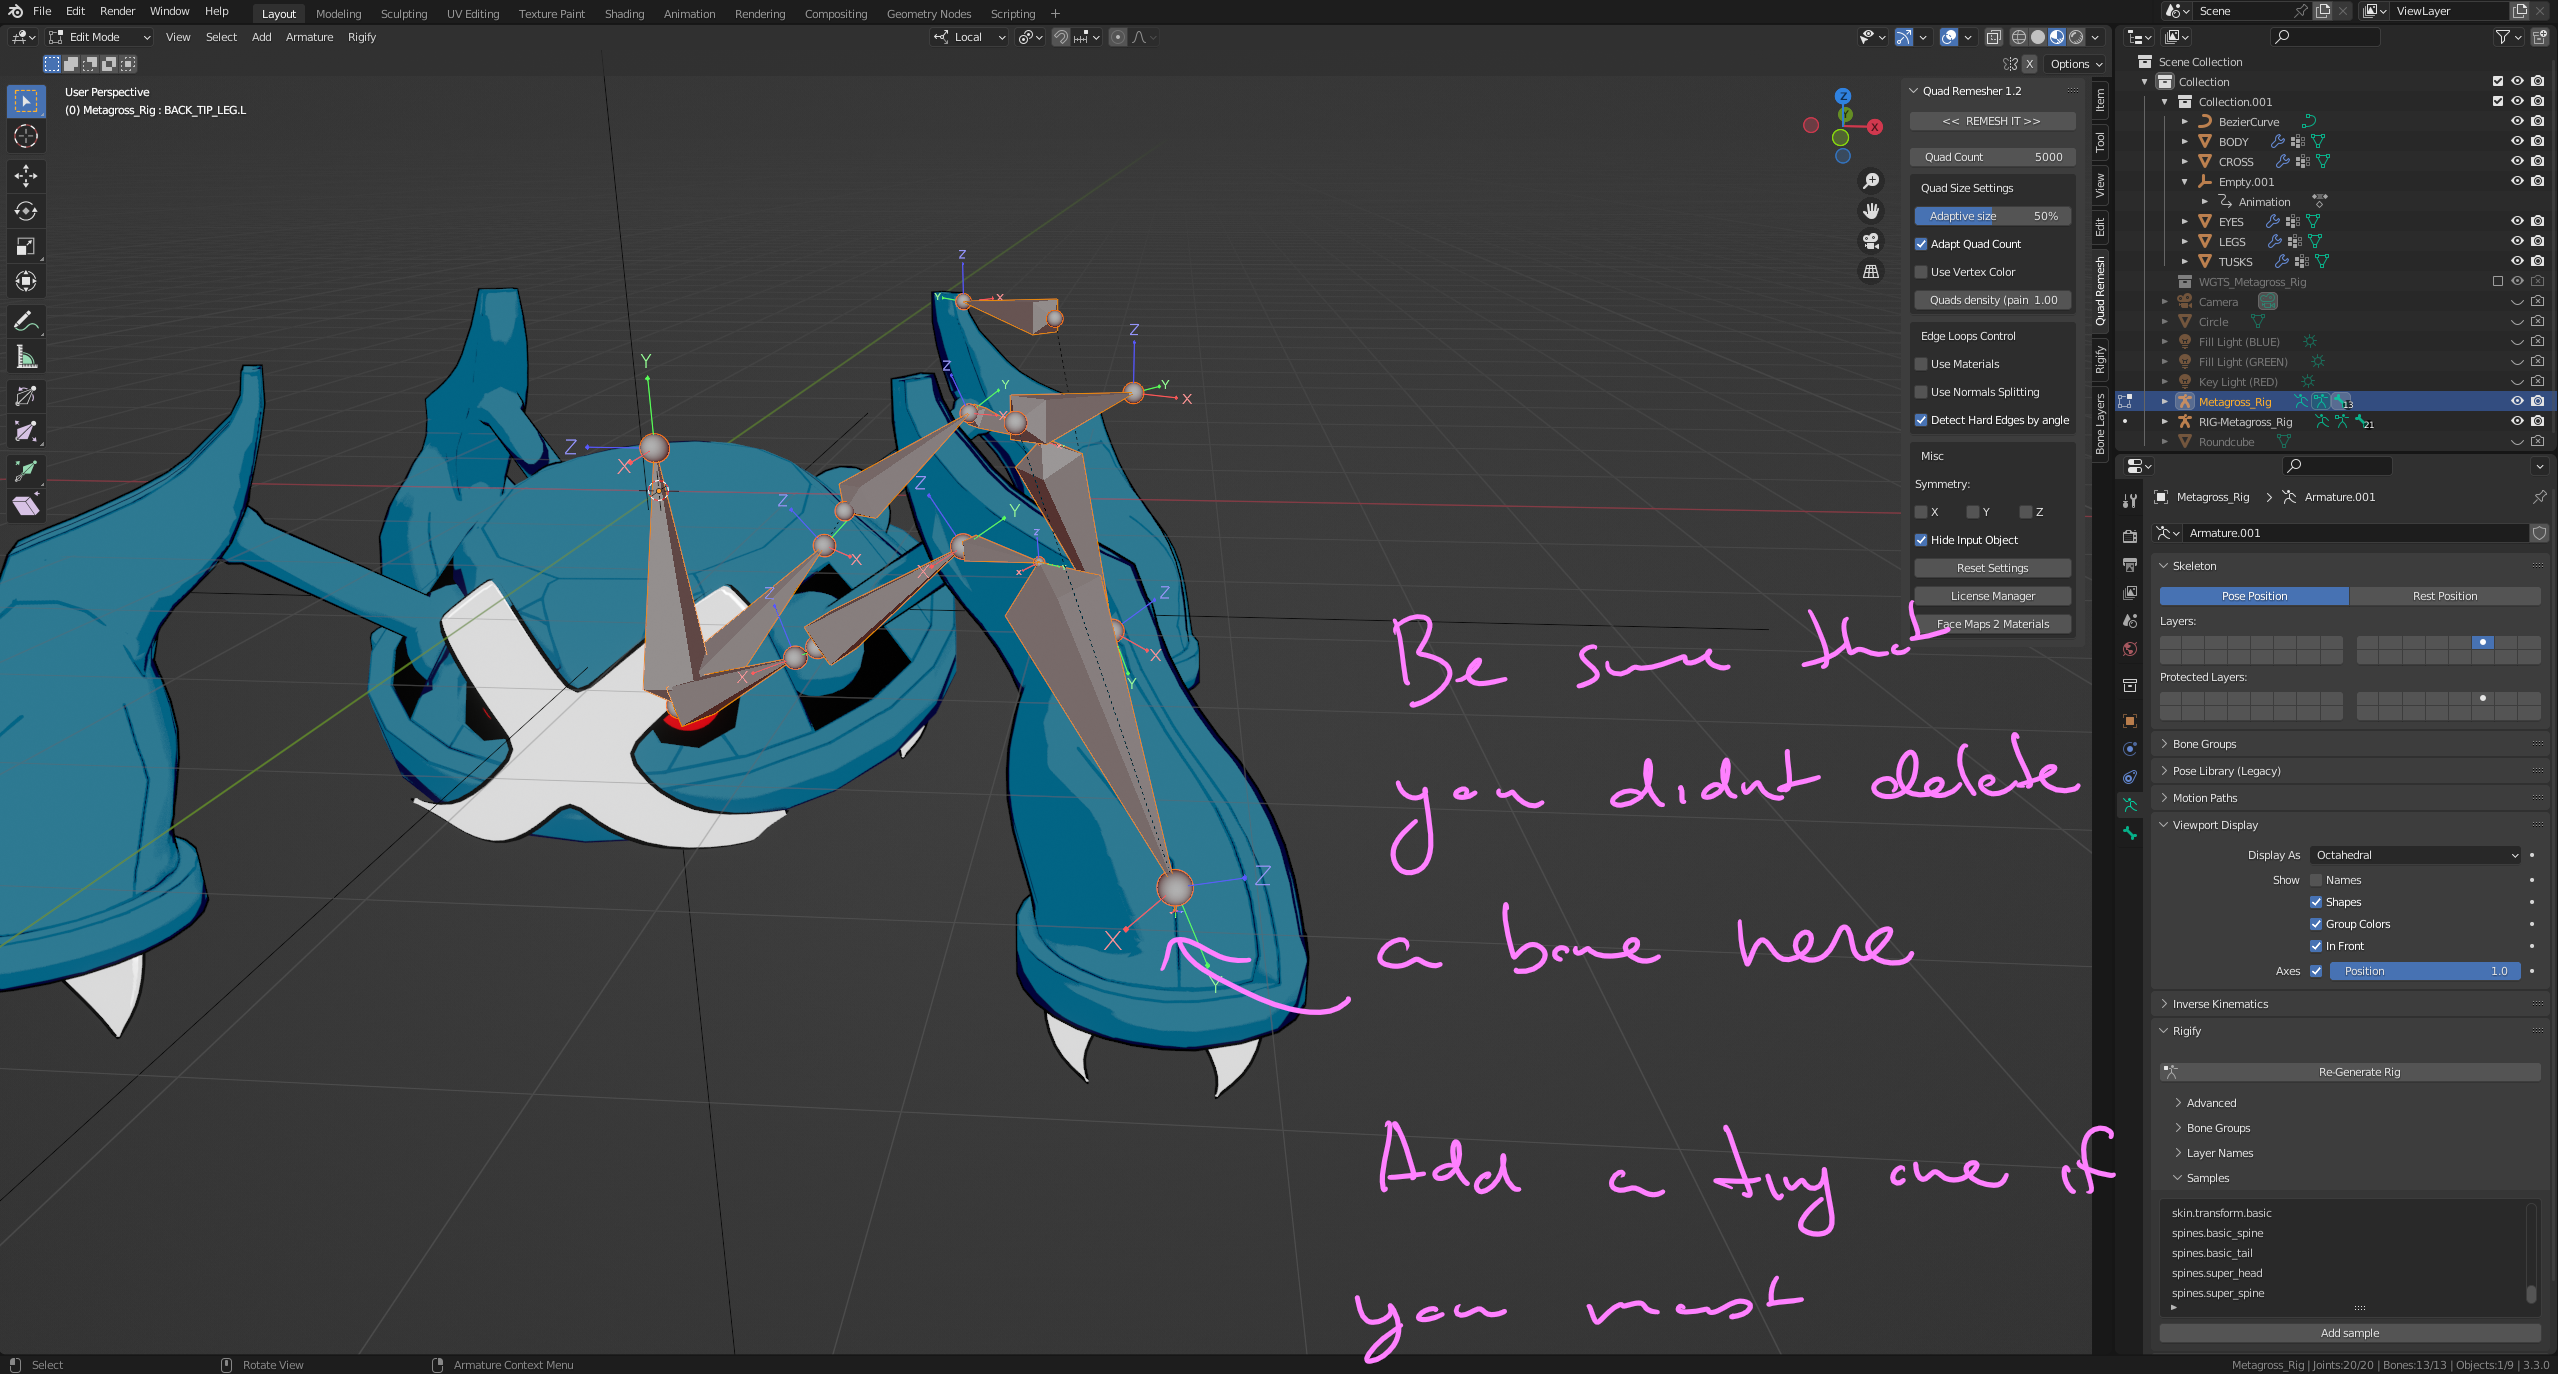 File Edit Render Window Help Layout Modeling Sculpting UV Editing Texture Paint Shading Animation Rendering Compositing Geometry Nodes Scripting + Scene ViewLayer
Edit Mode View Select Add Armature Rigify Local
X Options
User Perspective
(0) Metagross_Rig : BACK_TIP_LEG.L
Quad Remesher 1.2
<< REMESH IT >>
Quad Count 5000
Quad Size Settings
Adaptive size 50%
Adapt Quad Count
Use Vertex Color
Quads density (pain 1.00
Edge Loops Control
Use Materials
Use Normals Splitting
Detect Hard Edges by angle
Misc
Symmetry:
X Y Z
Hide Input Object
Reset Settings
License Manager
Face Maps 2 Materials
Item
Tool
View
Edit
Quad Remesh
Rigify
Bone Layers
Be sure that
you didnt delete
a bone here
Add a tiny one if
you must
Scene Collection
Collection
Collection.001
BezierCurve
BODY
CROSS
Empty.001
Animation
EYES
LEGS
TUSKS
WGTS_Metagross_Rig
Camera
Circle
Fill Light (BLUE)
Fill Light (GREEN)
Key Light (RED)
Metagross_Rig 13
RIG-Metagross_Rig 21
Roundcube
Metagross_Rig > Armature.001
Armature.001
Skeleton
Pose Position Rest Position
Layers:
Protected Layers:
Bone Groups
Pose Library (Legacy)
Motion Paths
Viewport Display
Display As Octahedral
Show Names
Shapes
Group Colors
In Front
Axes Position 1.0
Inverse Kinematics
Rigify
Re-Generate Rig
Advanced
Bone Groups
Layer Names
Samples
skin.transform.basic
spines.basic_spine
spines.basic_tail
spines.super_head
spines.super_spine
Add sample
Select Rotate View Armature Context Menu
Metagross_Rig | Joints:20/20 | Bones:13/13 | Objects:1/9 | 3.3.0